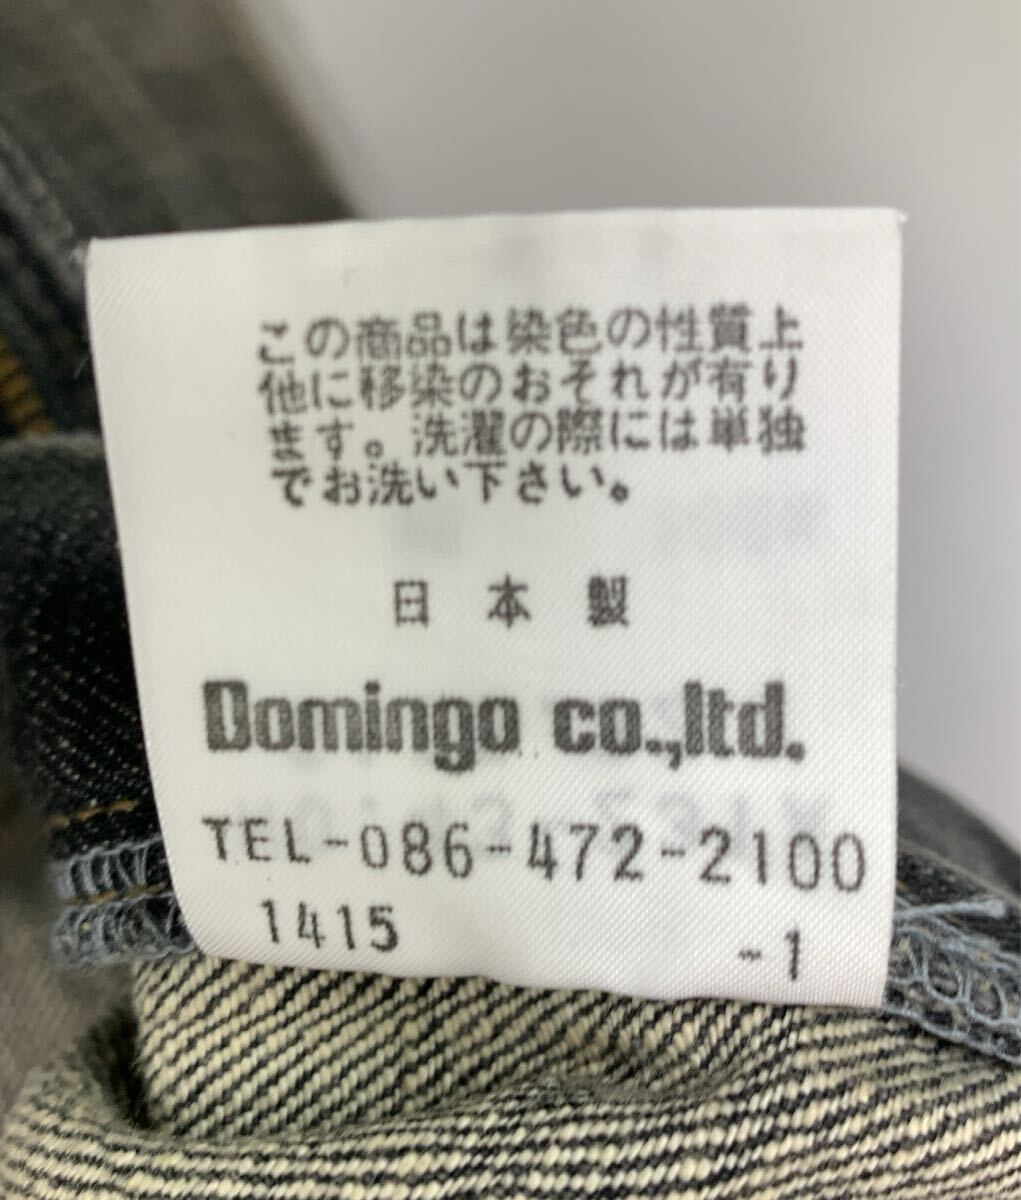 この商品は染色の性質上
他に移染のおそれが有り
ます。洗濯の際には単独
でお洗い下さい。
日本製
Domingo co.,ltd.
TEL-086-472-2100
1415 -1